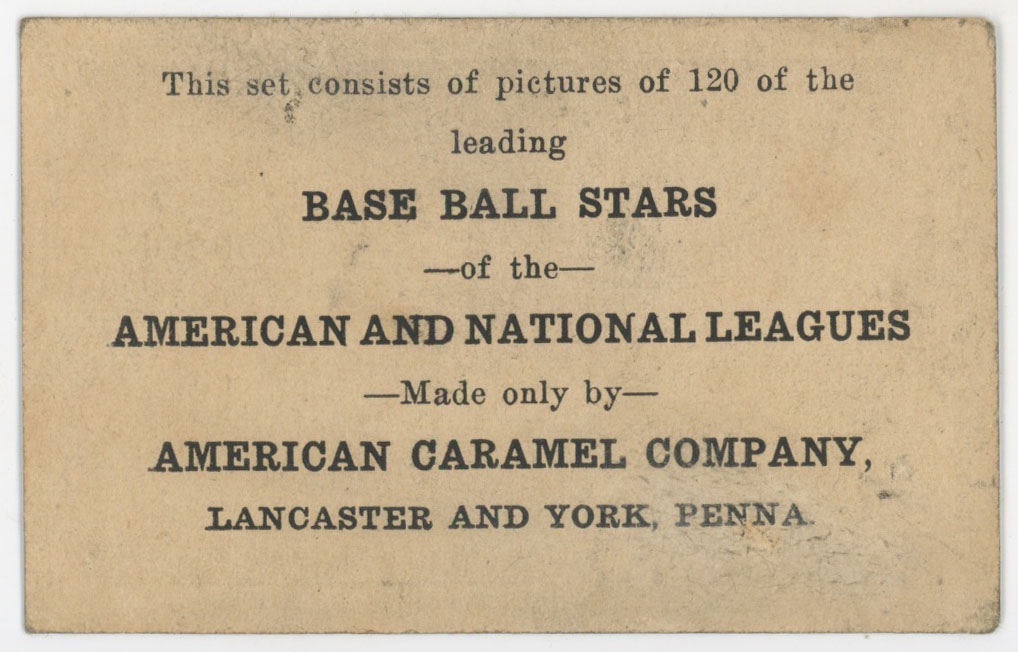 This set consists of pictures of 120 of the
leading
BASE BALL STARS
—of the—
AMERICAN AND NATIONAL LEAGUES
—Made only by—
AMERICAN CARAMEL COMPANY,
LANCASTER AND YORK, PENNA.